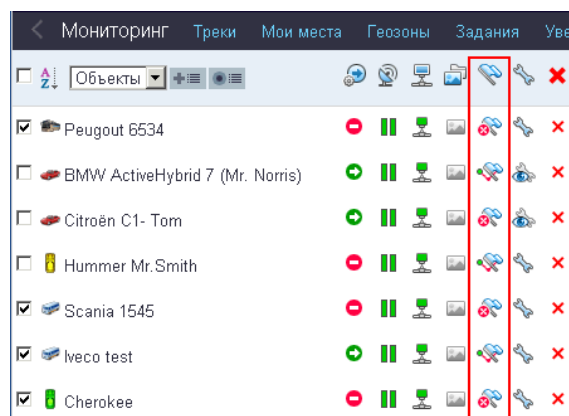 Мониторинг Треки Мои места Геозоны Задания Уве
A Z Объекты
Peugout 6534
BMW ActiveHybrid 7 (Mr. Norris)
Citroën C1- Tom
Hummer Mr.Smith
Scania 1545
Iveco test
Cherokee